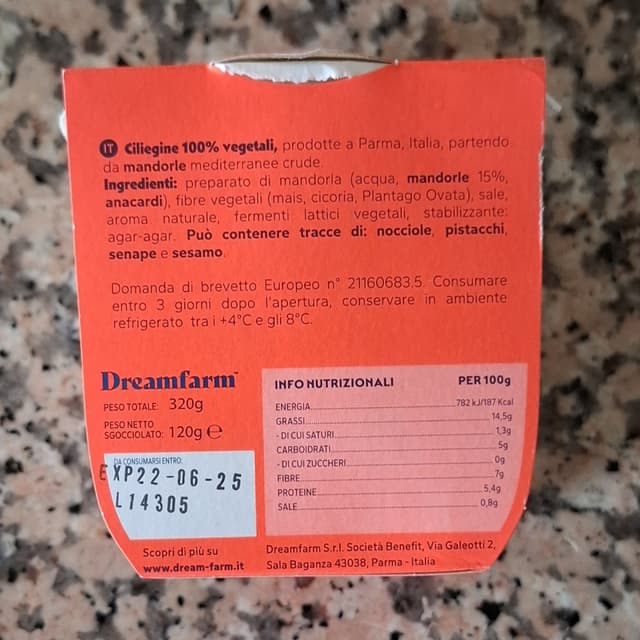 IT Ciliegine 100% vegetali, prodotte a Parma, Italia, partendo
da mandorle mediterranee crude.
Ingredienti: preparato di mandorla (acqua, mandorle 15%,
anacardi), fibre vegetali (mais, cicoria, Plantago Ovata), sale,
aroma naturale, fermenti lattici vegetali, stabilizzante:
agar-agar. Può contenere tracce di: nocciole, pistacchi,
senape e sesamo.
Domanda di brevetto Europeo n° 21160683.5. Consumare
entro 3 giorni dopo l'apertura, conservare in ambiente
refrigerato tra i +4°C e gli 8°C.
Dreamfarm™
PESO TOTALE: 320g
PESO NETTO
SGOCCIOLATO: 120g ℮
DA CONSUMARSI ENTRO:
EXP22-06-25
L14305
Scopri di più su
www.dream-farm.it
INFO NUTRIZIONALI PER 100g
ENERGIA 782 kJ/187 Kcal
GRASSI 14,5g
- DI CUI SATURI 1,3g
CARBOIDRATI 5g
- DI CUI ZUCCHERI 0g
FIBRE 7g
PROTEINE 5,4g
SALE 0,8g
Dreamfarm S.r.l. Società Benefit, Via Galeotti 2,
Sala Baganza 43038, Parma - Italia